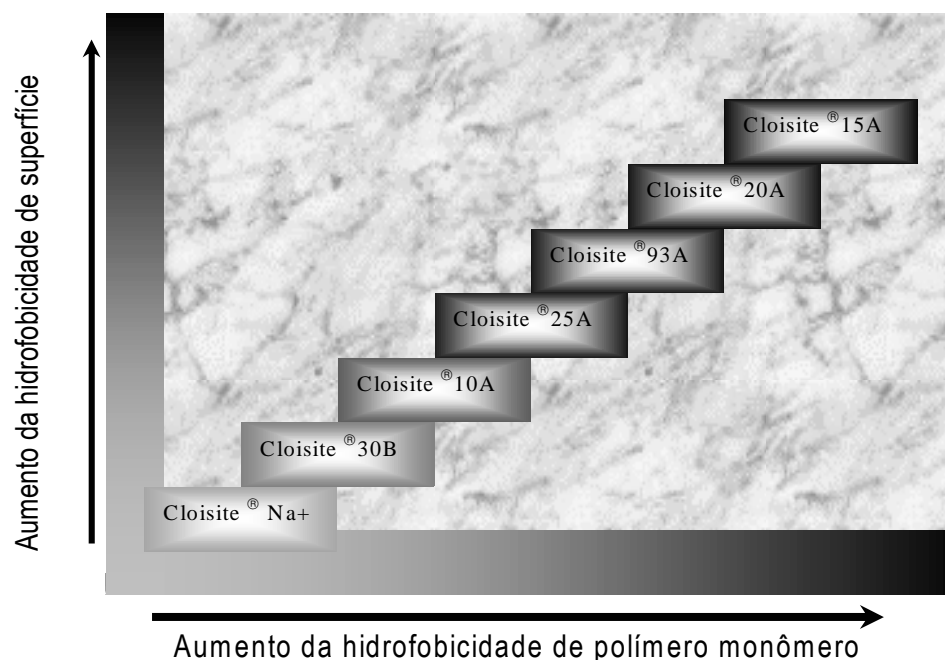 Aumento da hidrofobicidade de superfície
Cloisite ®15A
Cloisite ®20A
Cloisite ®93A
Cloisite ®25A
Cloisite ®10A
Cloisite ®30B
Cloisite ® Na+
Aumento da hidrofobicidade de polímero monômero